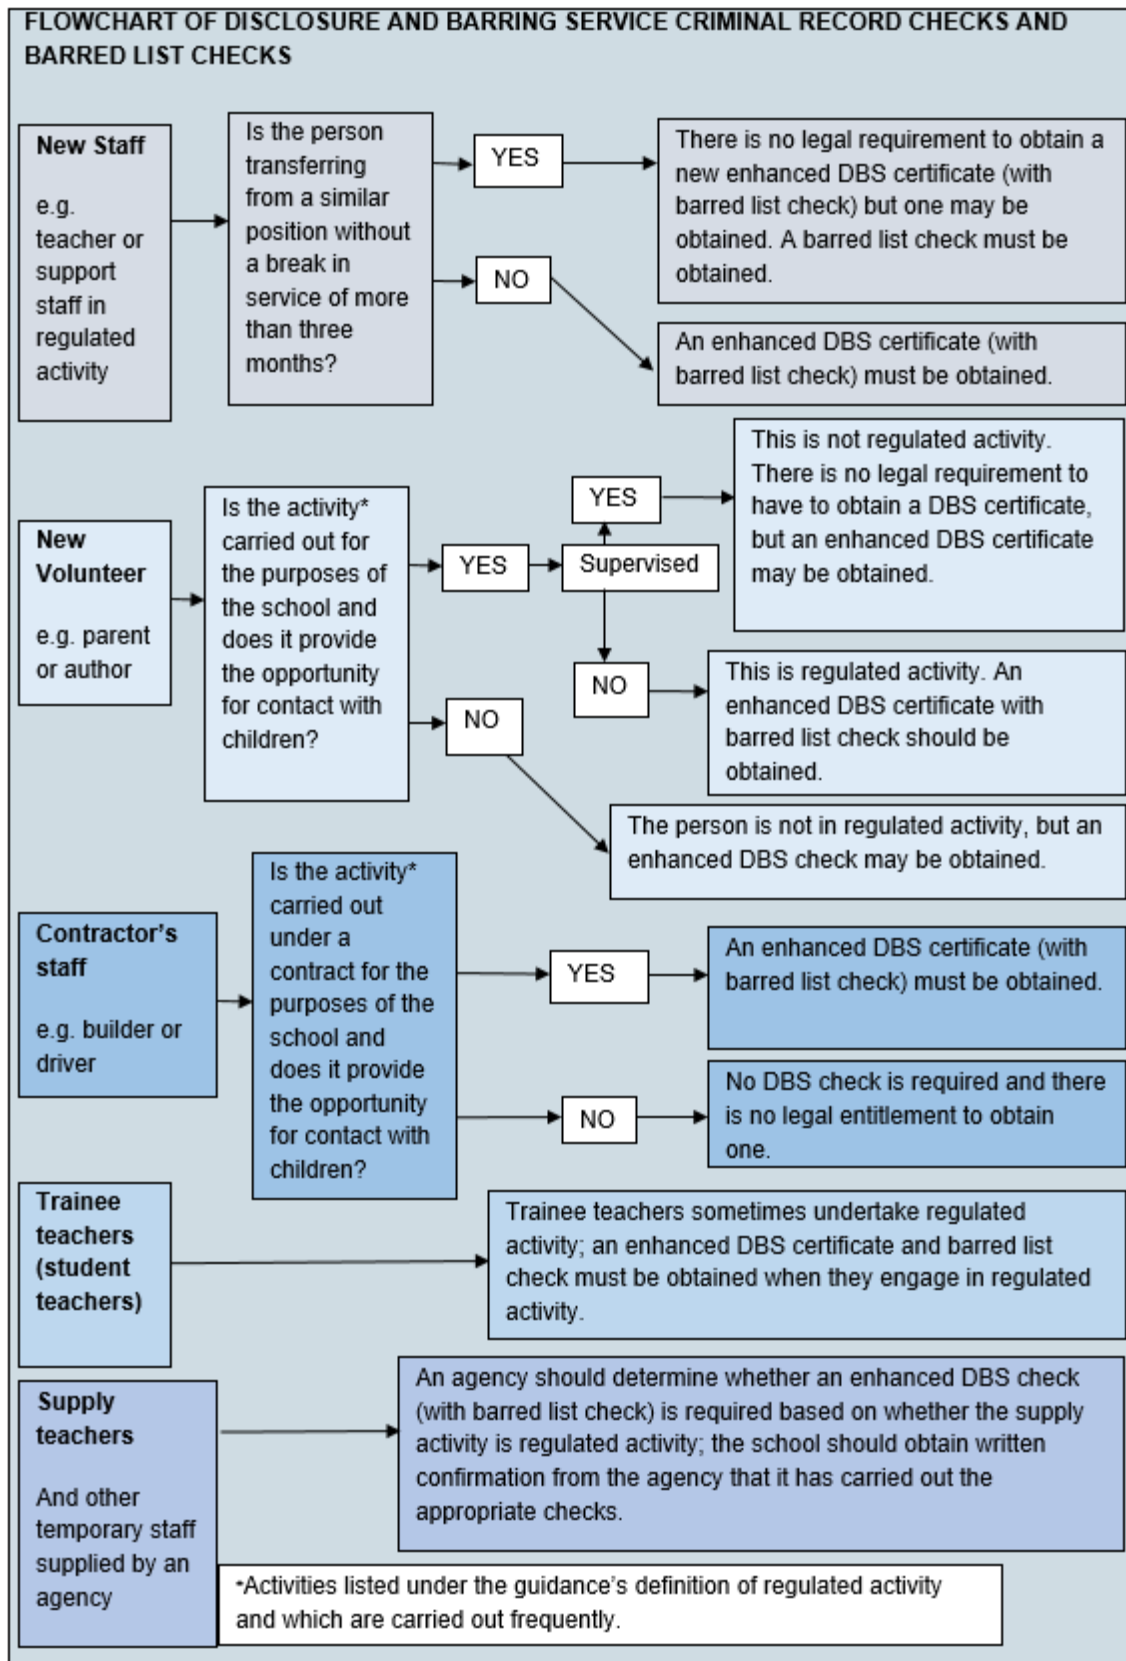 FLOWCHART OF DISCLOSURE AND BARRING SERVICE CRIMINAL RECORD CHECKS AND
BARRED LIST CHECKS
New Staff
e.g.
teacher or
support
staff in
regulated
activity
Is the person
transferring
from a similar
position without
a break in
service of more
than three
months?
YES
There is no legal requirement to obtain a
new enhanced DBS certificate (with
barred list check) but one may be
obtained. A barred list check must be
obtained.
NO
An enhanced DBS certificate (with
barred list check) must be obtained.
New
Volunteer
e.g. parent
or author
Is the activity*
carried out for
the purposes of
the school and
does it provide
the opportunity
for contact with
children?
YES
Supervised
YES
This is not regulated activity.
There is no legal requirement to
have to obtain a DBS certificate,
but an enhanced DBS certificate
may be obtained.
NO
This is regulated activity. An
enhanced DBS certificate with
barred list check should be
obtained.
NO
The person is not in regulated activity, but an
enhanced DBS check may be obtained.
Contractor's
staff
e.g. builder or
driver
Is the activity*
carried out
under a
contract for the
purposes of the
school and
does it provide
the opportunity
for contact with
children?
YES
An enhanced DBS certificate (with
barred list check) must be obtained.
NO
No DBS check is required and there
is no legal entitlement to obtain
one.
Trainee
teachers
(student
teachers)
Trainee teachers sometimes undertake regulated
activity; an enhanced DBS certificate and barred list
check must be obtained when they engage in regulated
activity.
Supply
teachers
And other
temporary staff
supplied by an
agency
An agency should determine whether an enhanced DBS check
(with barred list check) is required based on whether the supply
activity is regulated activity; the school should obtain written
confirmation from the agency that it has carried out the
appropriate checks.
*Activities listed under the guidance's definition of regulated activity
and which are carried out frequently.